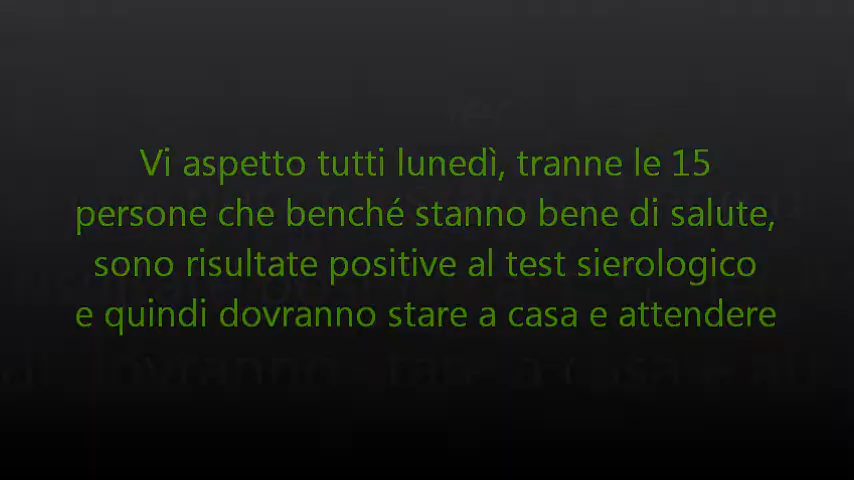 Vi aspetto tutti lunedì, tranne le 15
persone che benché stanno bene di salute,
sono risultate positive al test sierologico
e quindi dovranno stare a casa e attendere